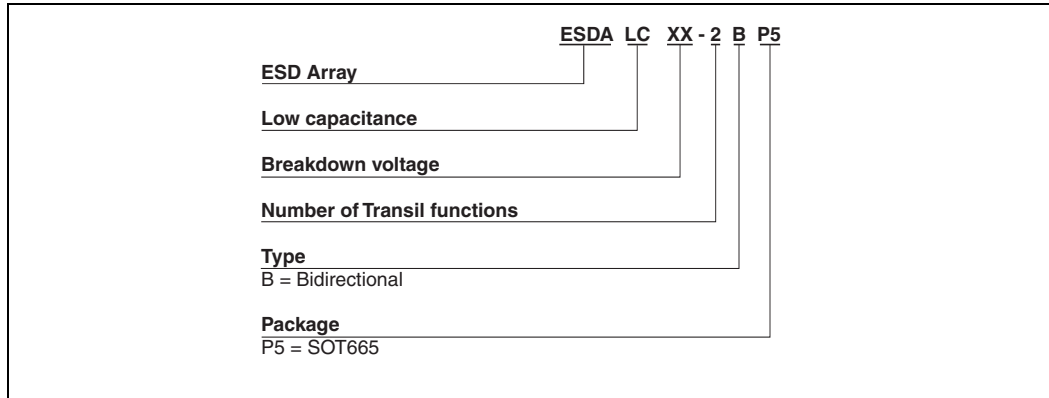 ESDA LC XX - 2 B P5
ESD Array
Low capacitance
Breakdown voltage
Number of Transil functions
Type
B = Bidirectional
Package
P5 = SOT665